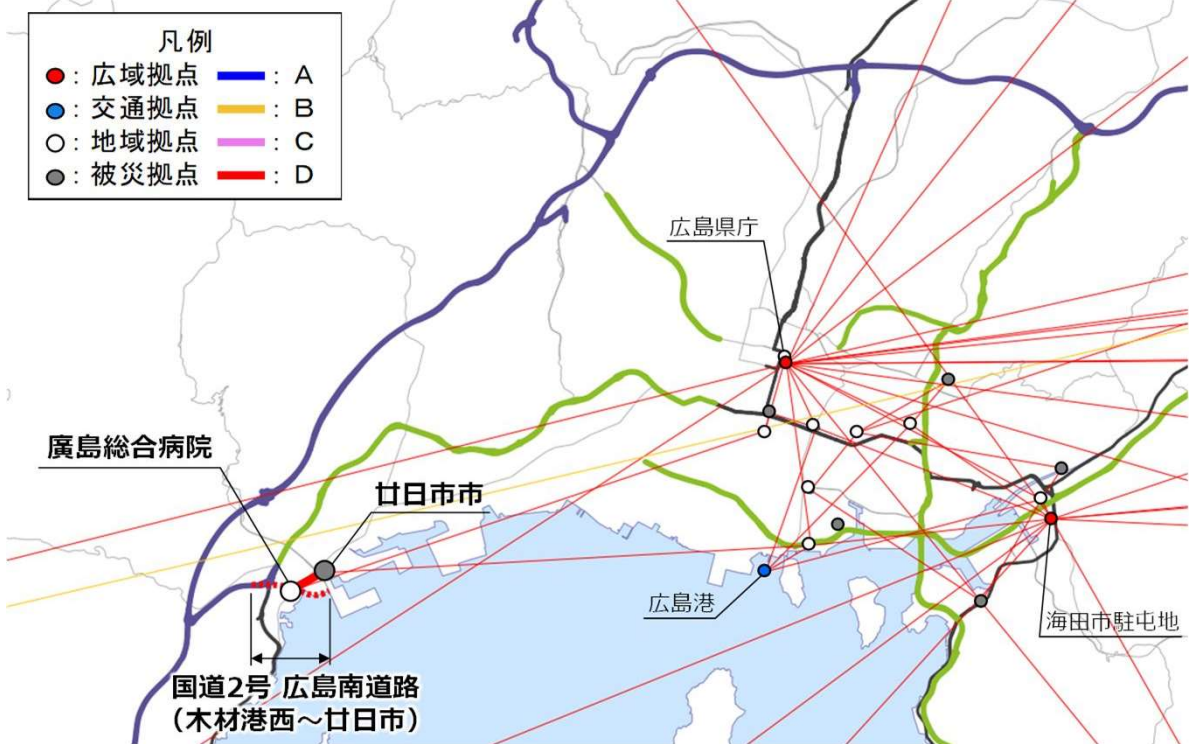 凡例
：広域拠点 ：A
：交通拠点 ：B
：地域拠点 ：C
：被災拠点 ：D
広島県庁
廣島総合病院
廿日市市
広島港
海田市駐屯地
国道2号 広島南道路
（木材港西～廿日市）